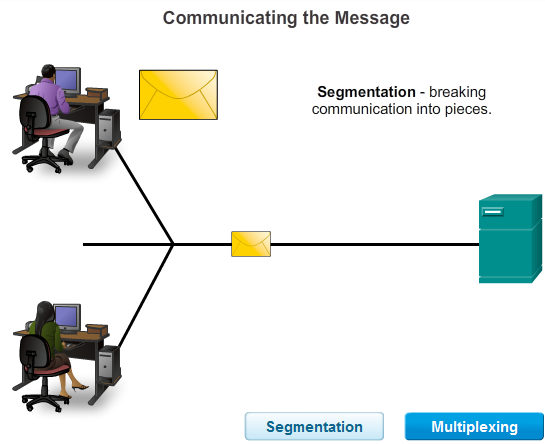 Communicating the Message
Segmentation - breaking
communication into pieces.
Segmentation
Multiplexing